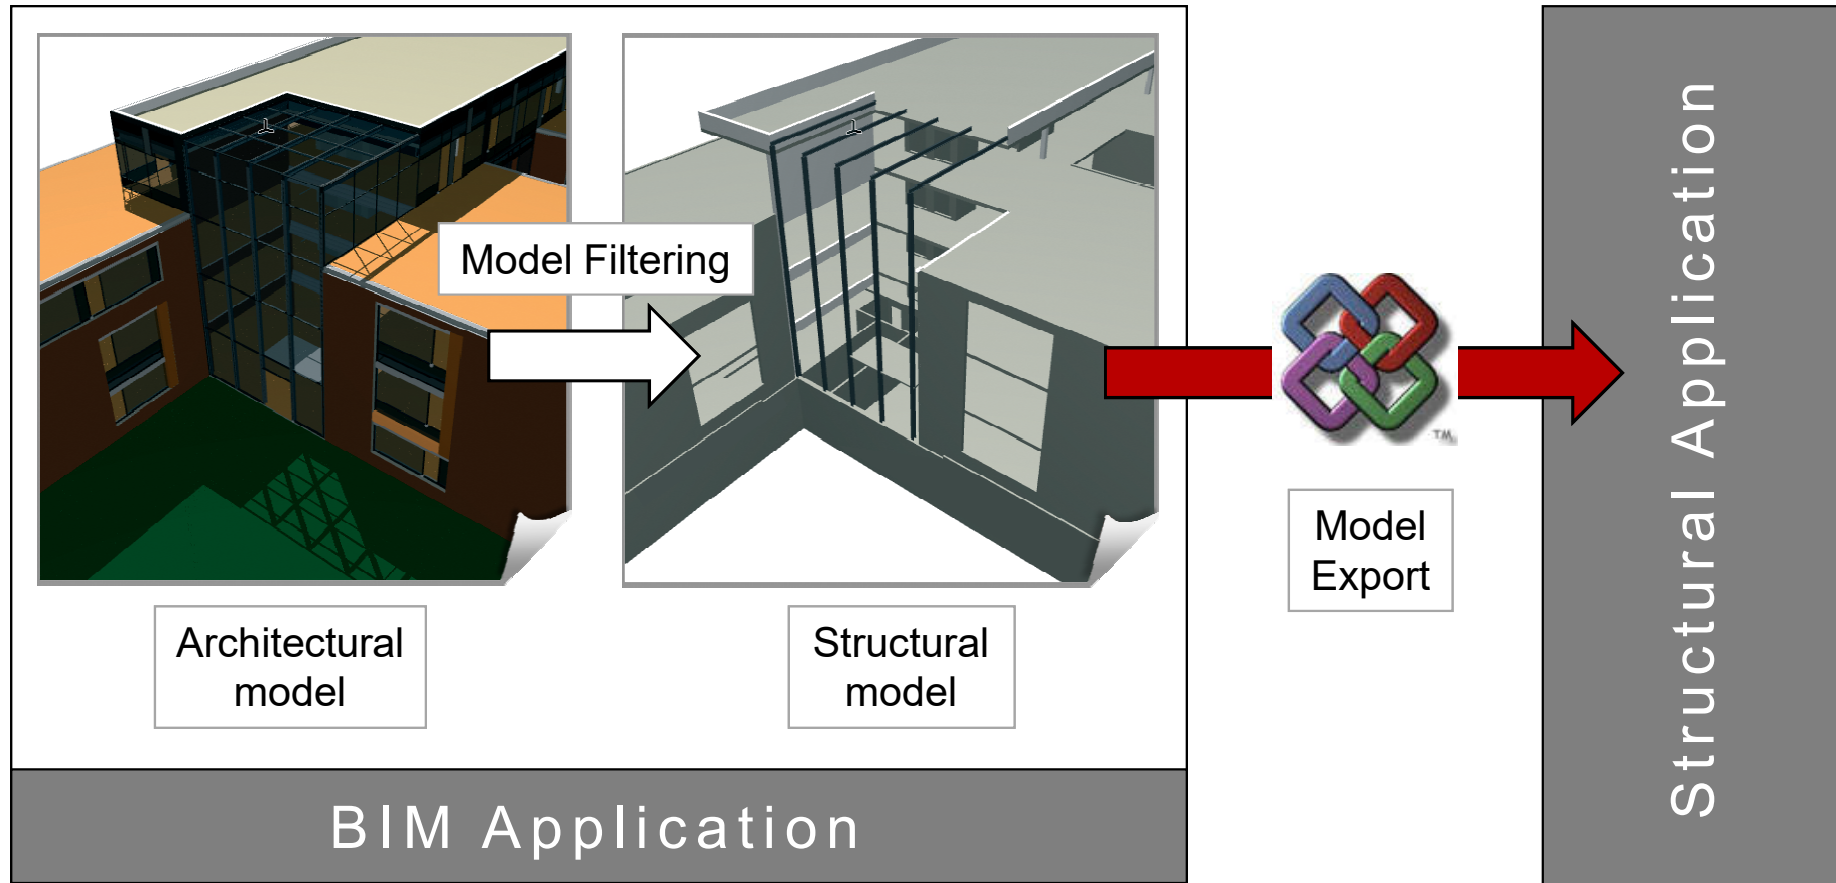 Model Filtering
Architectural
model
Structural
model
BIM Application
TM
Model
Export
Structural Application